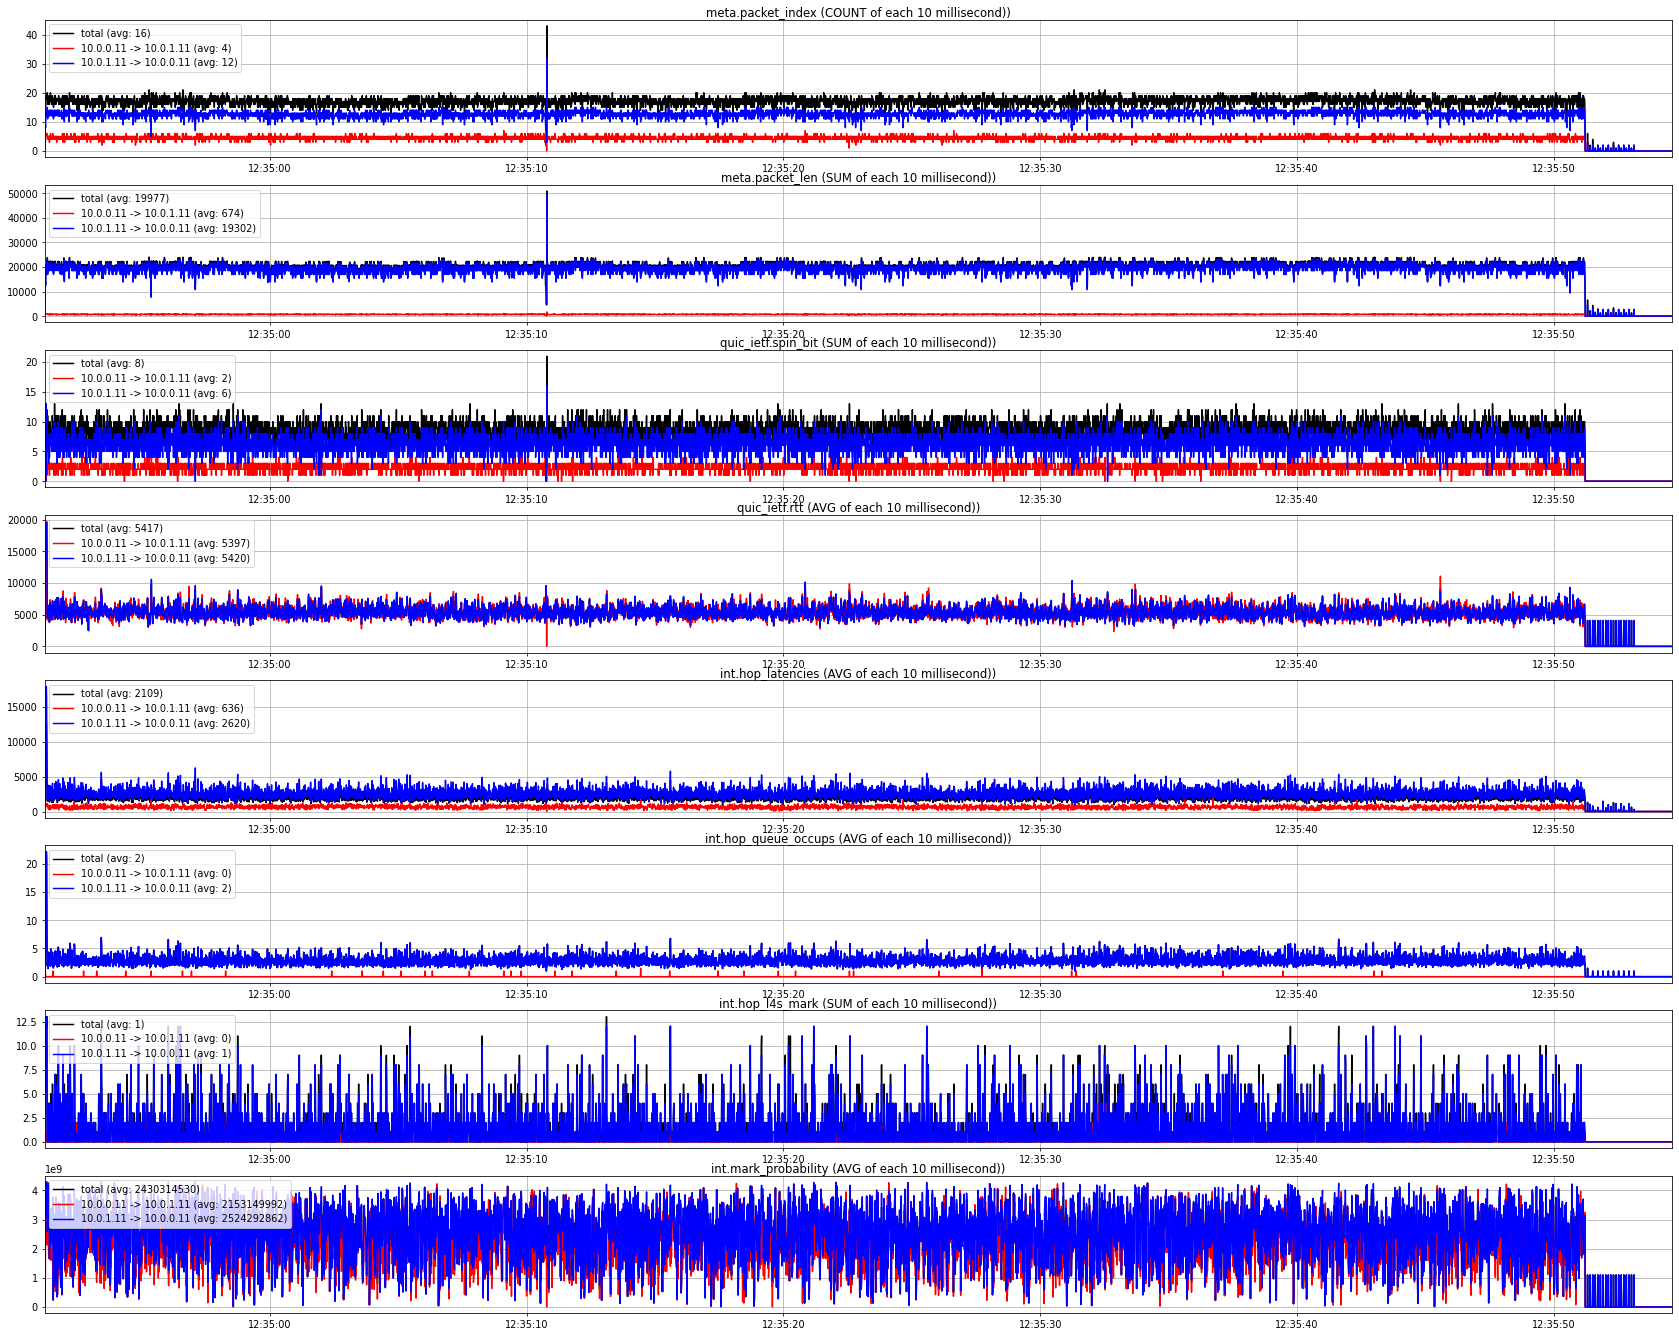 meta.packet_index (COUNT of each 10 millisecond))
total (avg: 16)
10.0.0.11 -> 10.0.1.11 (avg: 4)
10.0.1.11 -> 10.0.0.11 (avg: 12)
40
30
20
10
0
12:35:00 12:35:10 12:35:20 12:35:30 12:35:40 12:35:50
meta.packet_len (SUM of each 10 millisecond))
total (avg: 19977)
10.0.0.11 -> 10.0.1.11 (avg: 674)
10.0.1.11 -> 10.0.0.11 (avg: 19302)
50000
40000
30000
20000
10000
0
12:35:00 12:35:10 12:35:20 12:35:30 12:35:40 12:35:50
quic_ietf.spin_bit (SUM of each 10 millisecond))
total (avg: 8)
10.0.0.11 -> 10.0.1.11 (avg: 2)
10.0.1.11 -> 10.0.0.11 (avg: 6)
20
15
10
5
0
12:35:00 12:35:10 12:35:20 12:35:30 12:35:40 12:35:50
quic_ietf.rtt (AVG of each 10 millisecond))
total (avg: 5417)
10.0.0.11 -> 10.0.1.11 (avg: 5397)
10.0.1.11 -> 10.0.0.11 (avg: 5420)
20000
15000
10000
5000
0
12:35:00 12:35:10 12:35:20 12:35:30 12:35:40 12:35:50
int.hop_latencies (AVG of each 10 millisecond))
total (avg: 2109)
10.0.0.11 -> 10.0.1.11 (avg: 636)
10.0.1.11 -> 10.0.0.11 (avg: 2620)
15000
10000
5000
0
12:35:00 12:35:10 12:35:20 12:35:30 12:35:40 12:35:50
int.hop_queue_occups (AVG of each 10 millisecond))
total (avg: 2)
10.0.0.11 -> 10.0.1.11 (avg: 0)
10.0.1.11 -> 10.0.0.11 (avg: 2)
20
15
10
5
0
12:35:00 12:35:10 12:35:20 12:35:30 12:35:40 12:35:50
int.hop_l4s_mark (SUM of each 10 millisecond))
total (avg: 1)
10.0.0.11 -> 10.0.1.11 (avg: 0)
10.0.1.11 -> 10.0.0.11 (avg: 1)
12.5
10.0
7.5
5.0
2.5
0.0
12:35:00 12:35:10 12:35:20 12:35:30 12:35:40 12:35:50
int.mark_probability (AVG of each 10 millisecond))
1e9
total (avg: 2430314530)
10.0.0.11 -> 10.0.1.11 (avg: 2153149992)
10.0.1.11 -> 10.0.0.11 (avg: 2524292862)
4
3
2
1
0
12:35:00 12:35:10 12:35:20 12:35:30 12:35:40 12:35:50